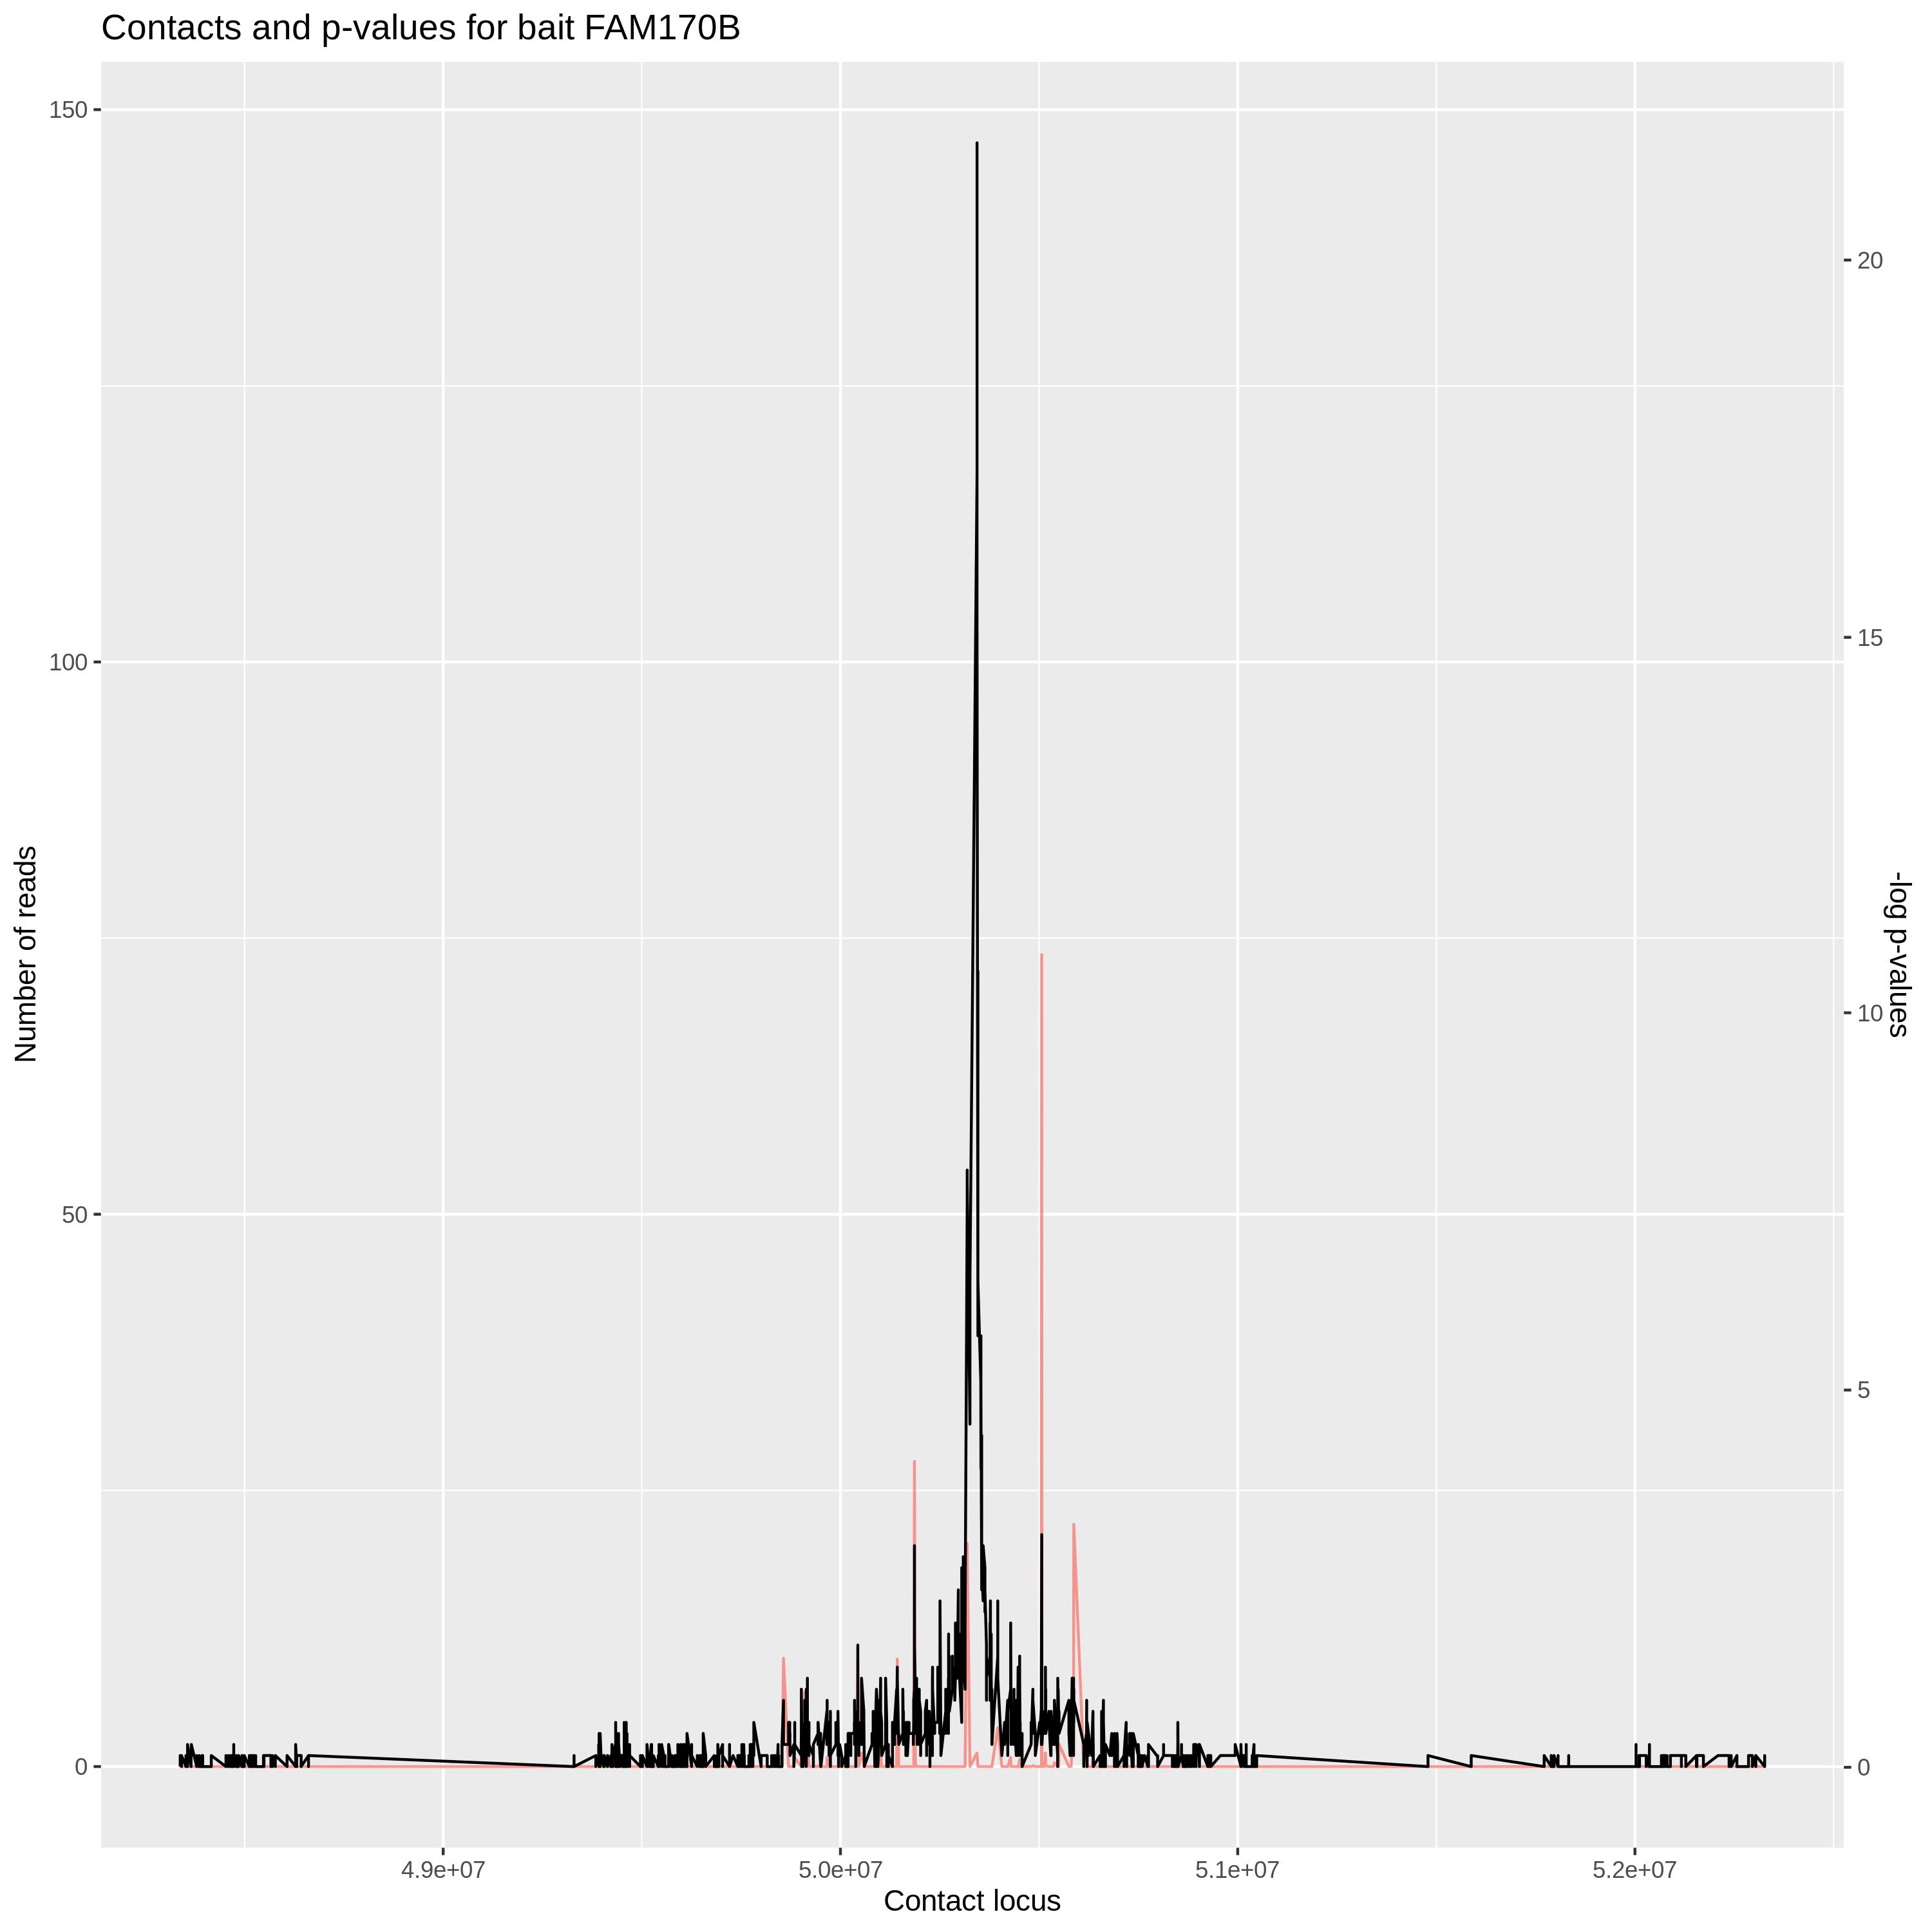 Contacts and p-values for bait FAM170B
150
100
50
0
Number of reads
20
15
10
5
0
-log p-values
4.9e+07
5.0e+07
5.1e+07
5.2e+07
Contact locus